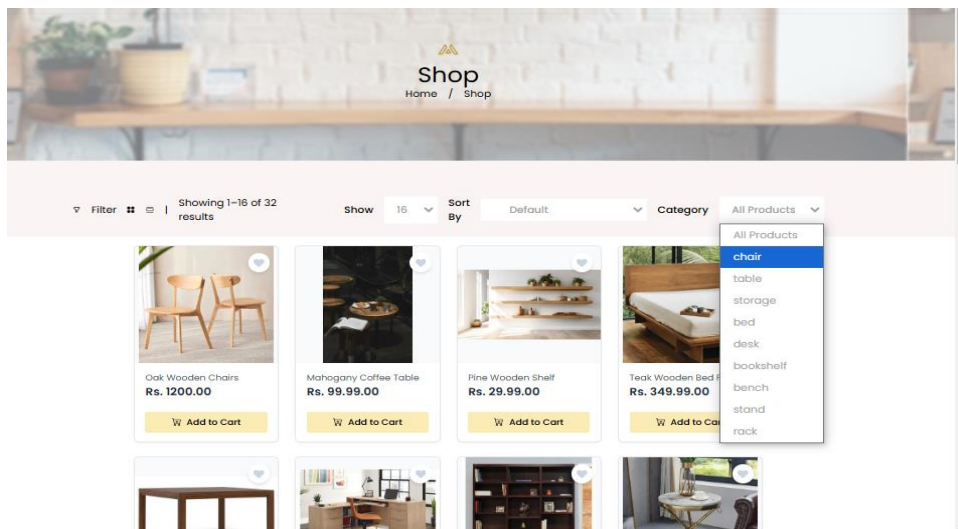 Shop
Home / Shop
Filter
Showing 1–16 of 32
results
Show 16
Sort
By
Default
Category All Products
All Products
chair
table
storage
bed
desk
bookshelf
bench
stand
rack
Oak Wooden Chairs
Rs. 1200.00
Add to Cart
Mahogany Coffee Table
Rs. 99.99.00
Add to Cart
Pine Wooden Shelf
Rs. 29.99.00
Add to Cart
Teak Wooden Bed
Rs. 349.99.00
Add to